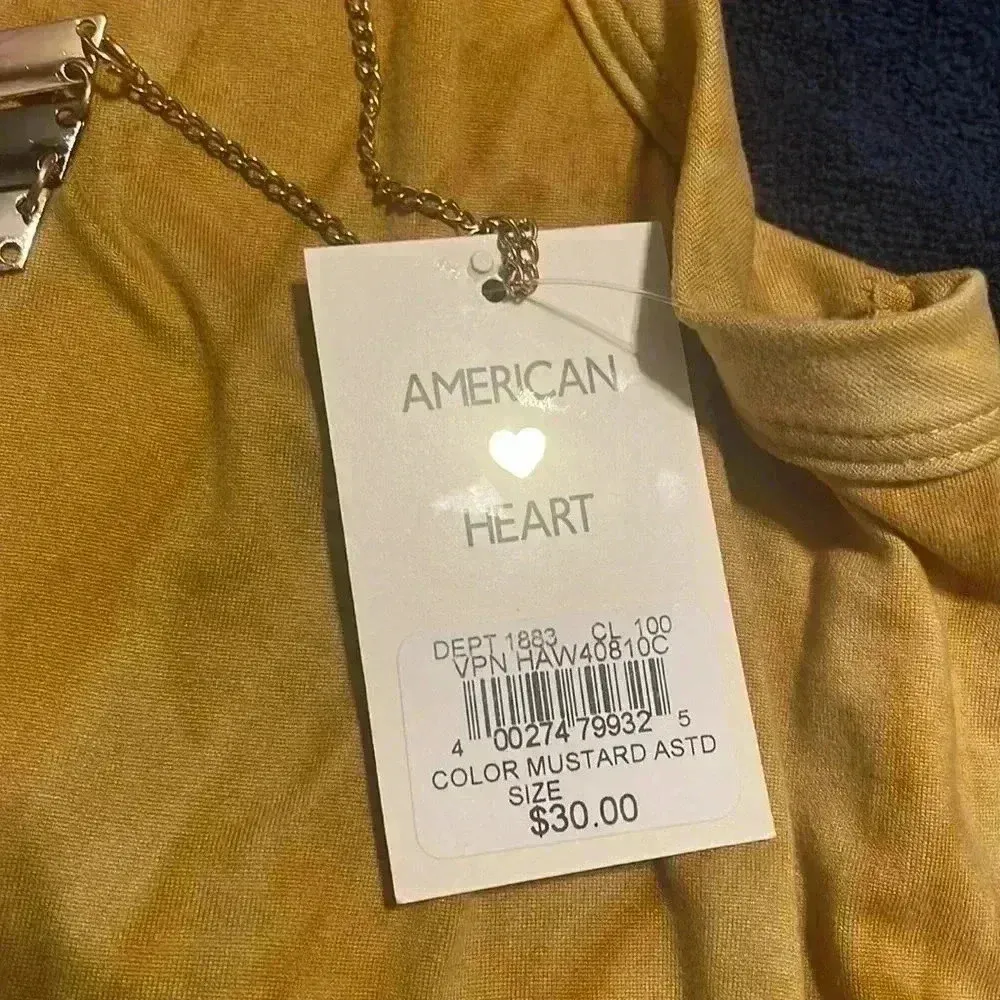 AMERICAN
HEART
DEPT 1883 CL 100
VPN HAW40810C
4 00274 79932 5
COLOR MUSTARD ASTD
SIZE
$30.00